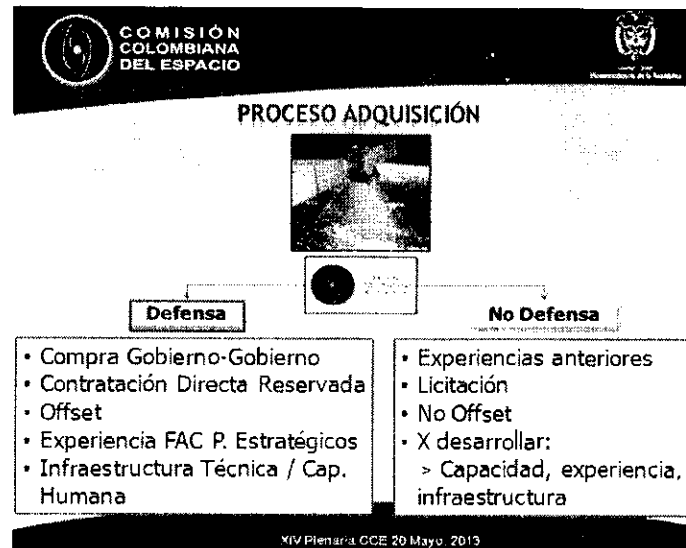 COMISIÓN
COLOMBIANA
DEL ESPACIO
PROCESO ADQUISICIÓN
Defensa
• Compra Gobierno-Gobierno
• Contratación Directa Reservada
• Offset
• Experiencia FAC P. Estratégicos
• Infraestructura Técnica / Cap.
Humana
No Defensa
• Experiencias anteriores
• Licitación
• No Offset
• X desarrollar:
> Capacidad, experiencia,
infraestructura
XIV Plenaria CCE 20 Mayo, 2013